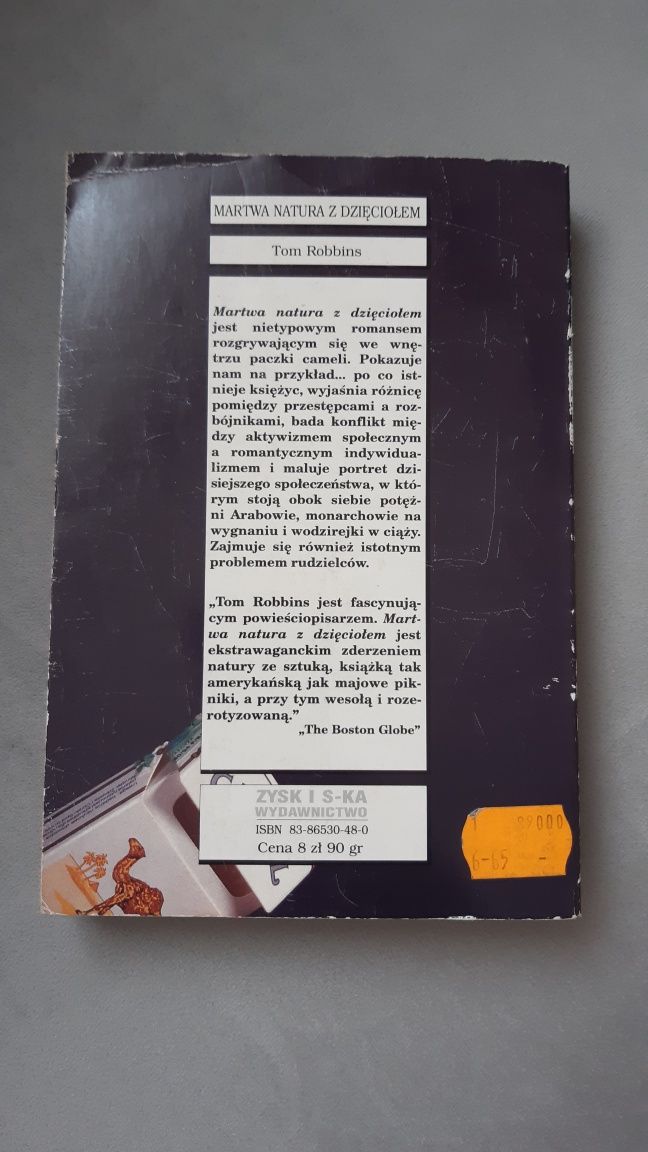 MARTWA NATURA Z DZIĘCIOŁEM
Tom Robbins
Martwa natura z dzięciołem
jest nietypowym romansem
rozgrywającym się we wnę-
trzu paczki cameli. Pokazuje
nam na przykład... po co ist-
nieje księżyc, wyjaśnia różnicę
pomiędzy przestępcami a roz-
bójnikami, bada konflikt mię-
dzy aktywizmem społecznym
a romantycznym indywidua-
lizmem i maluje portret dzi-
siejszego społeczeństwa, w któ-
rym stoją obok siebie potęż-
ni Arabowie, monarchowie na
wygnaniu i wodzirejki w ciąży.
Zajmuje się również istotnym
problemem rudzielców.
„Tom Robbins jest fascynują-
cym powieściopisarzem. Mart-
wa natura z dzięciołem jest
ekstrawaganckim zderzeniem
natury ze sztuką, książką tak
amerykańską jak majowe pik-
niki, a przy tym wesołą i roze-
rotyzowaną.”
„The Boston Globe”
ZYSK I S-KA
WYDAWNICTWO
ISBN 83-86530-48-0
Cena 8 zł 90 gr
1 89000
6-65 -